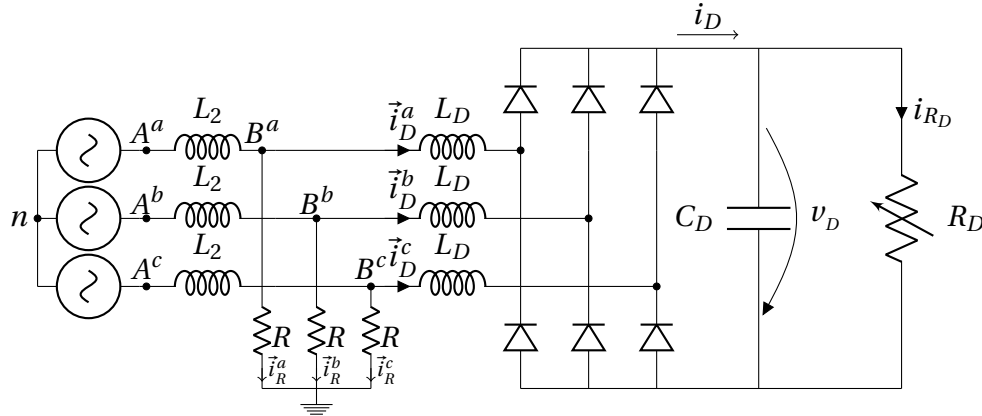 i_D
L_2 L_D
A^a B^a \vec{i}_D^a
i_{R_D}
L_2 L_D
n A^b B^b \vec{i}_D^b C_D v_D R_D
L_2 L_D
A^c B^c \vec{i}_D^c
R R R
\vec{i}_R^a \vec{i}_R^b \vec{i}_R^c